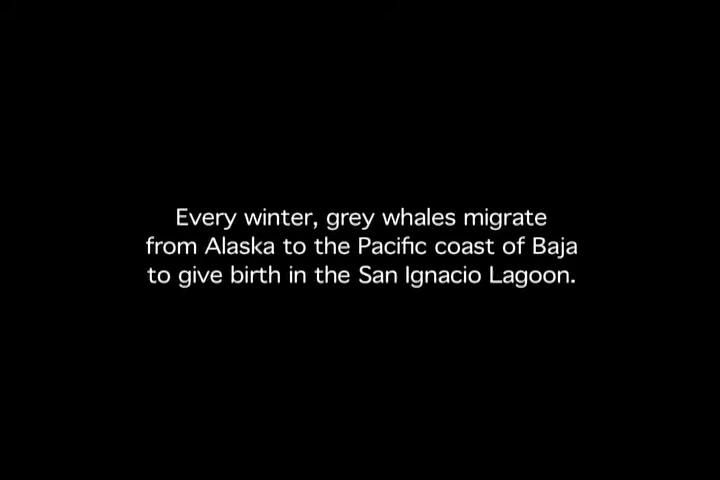 Every winter, grey whales migrate
from Alaska to the Pacific coast of Baja
to give birth in the San Ignacio Lagoon.